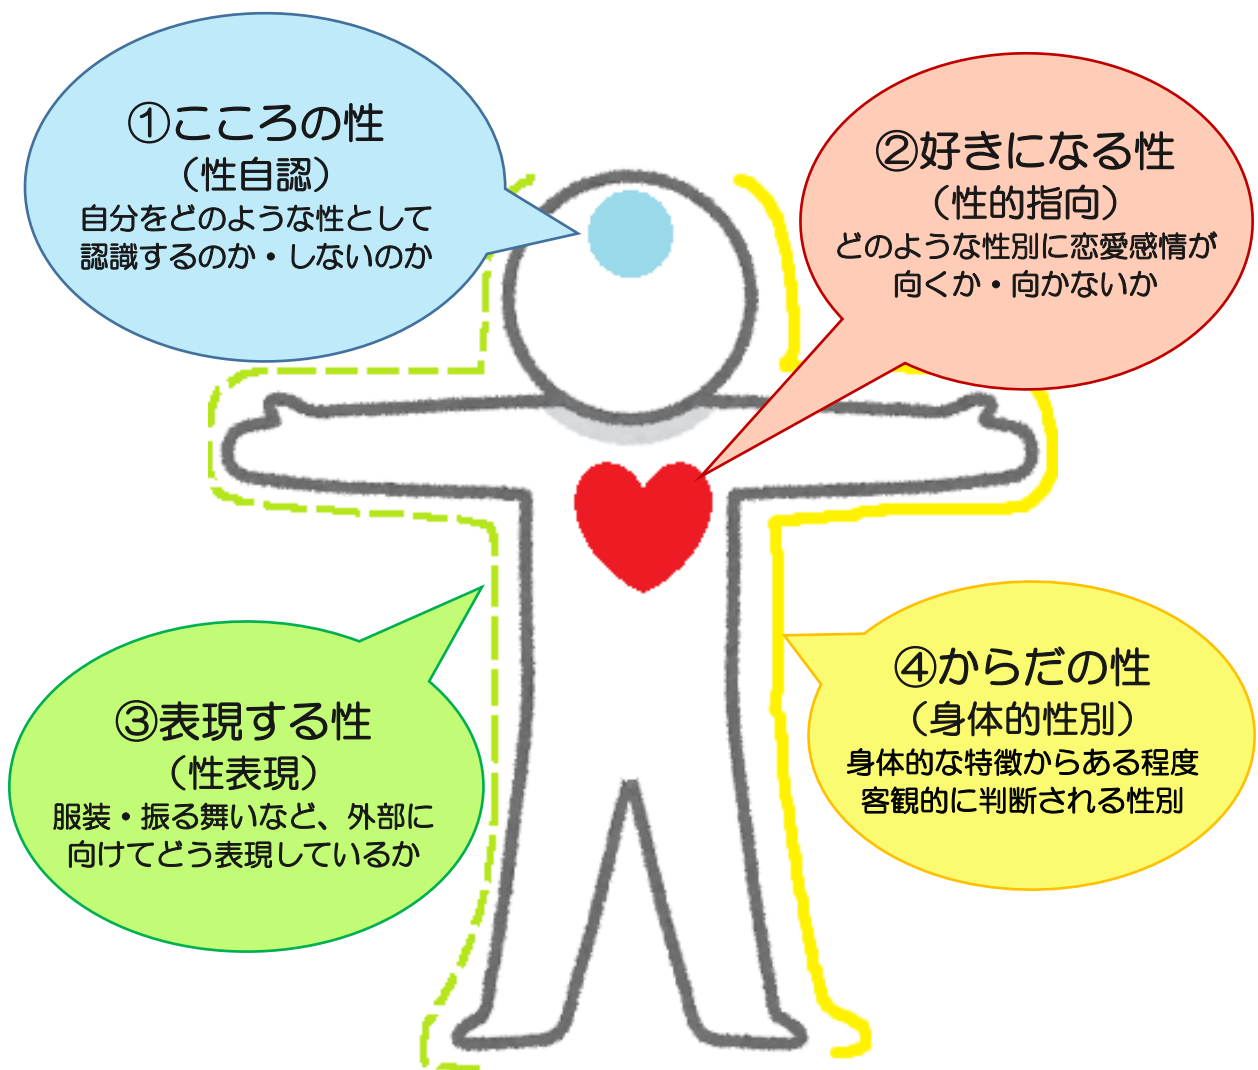 ①こころの性
（性自認）
自分をどのような性として
認識するのか・しないのか
②好きになる性
（性的指向）
どのような性別に恋愛感情が
向くか・向かないか
③表現する性
（性表現）
服装・振る舞いなど、外部に
向けてどう表現しているか
④からだの性
（身体的性別）
身体的な特徴からある程度
客観的に判断される性別